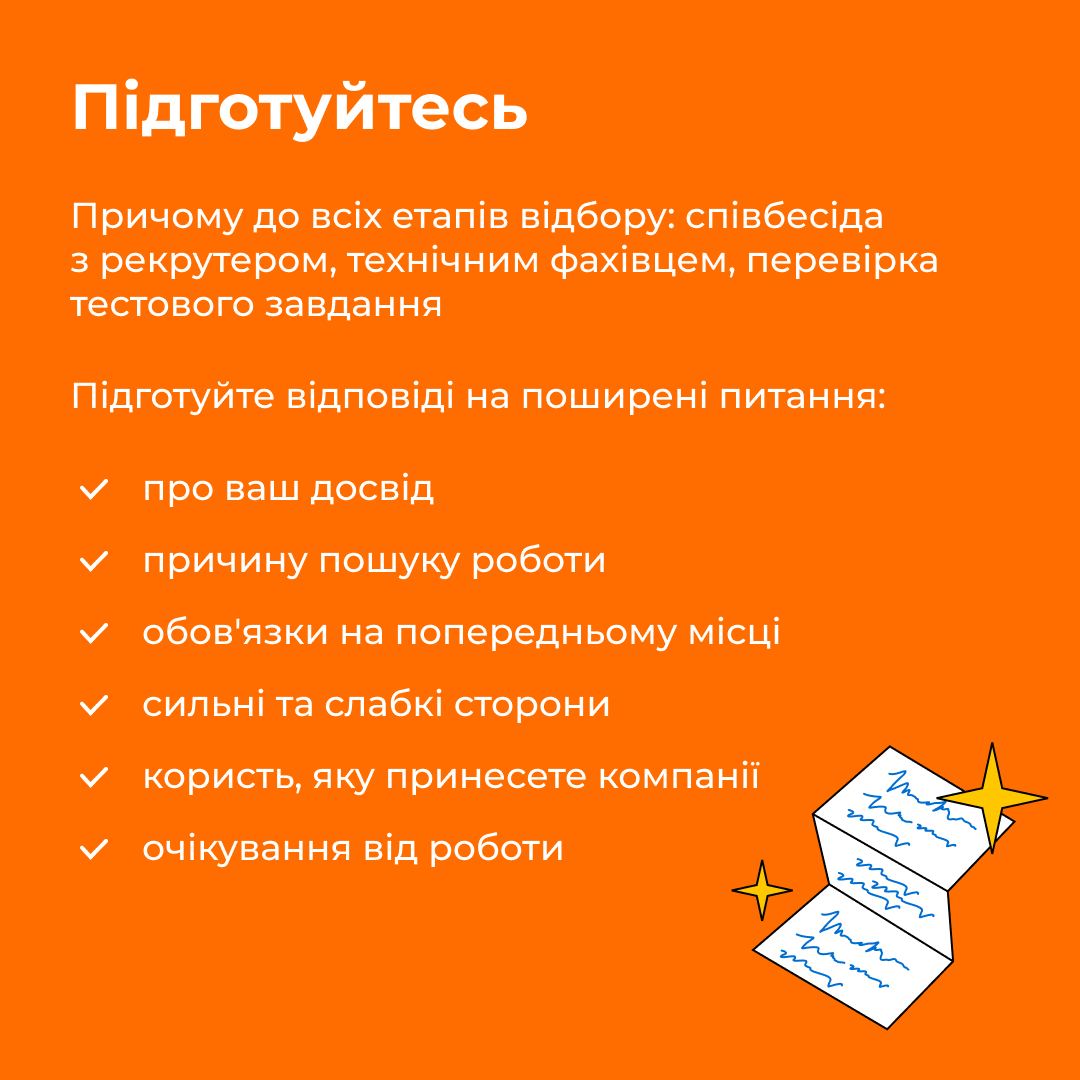 Підготуйтесь
Причому до всіх етапів відбору: співбесіда
з рекрутером, технічним фахівцем, перевірка
тестового завдання
Підготуйте відповіді на поширені питання:
про ваш досвід
причину пошуку роботи
обов'язки на попередньому місці
сильні та слабкі сторони
користь, яку принесете компанії
очікування від роботи